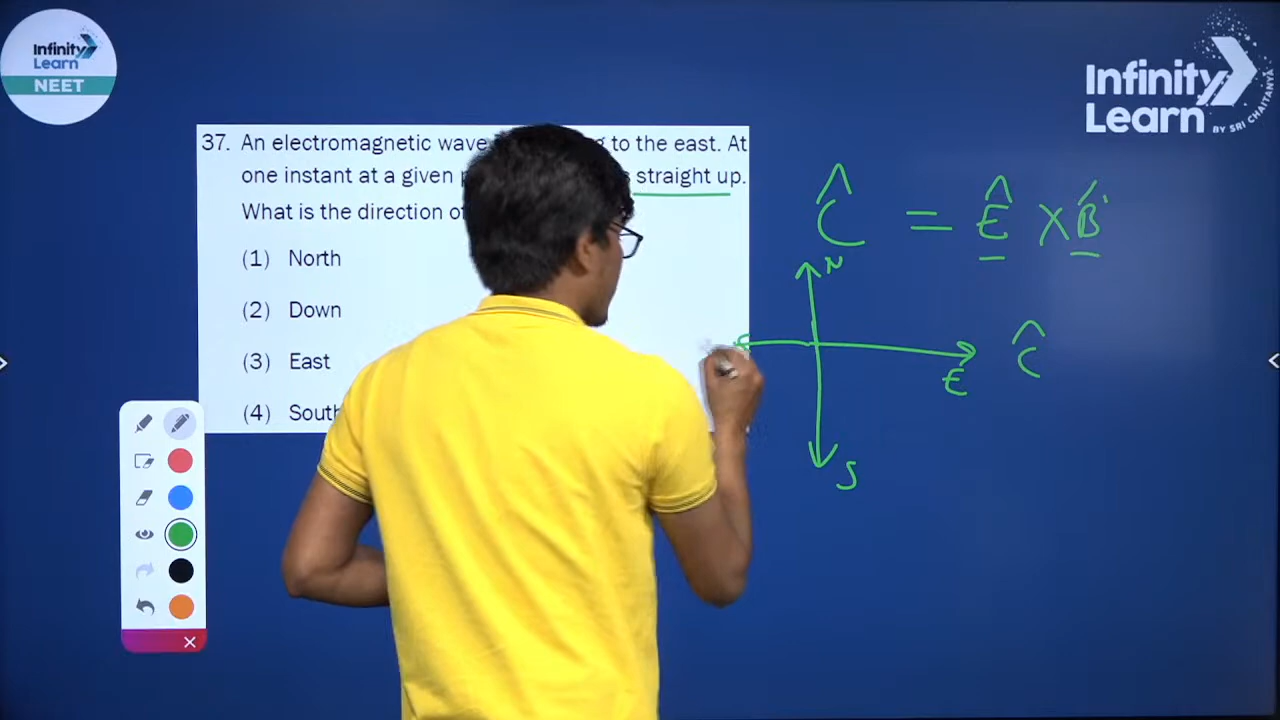 Infinity
Learn
NEET
Infinity
Learn
BY SRI CHAITANYA
37. An electromagnetic wave to the east. At
one instant at a given straight up.
What is the direction of
(1) North
(2) Down
(3) East
(4) South
Ĉ = Ê × B̂
N
E Ĉ
S